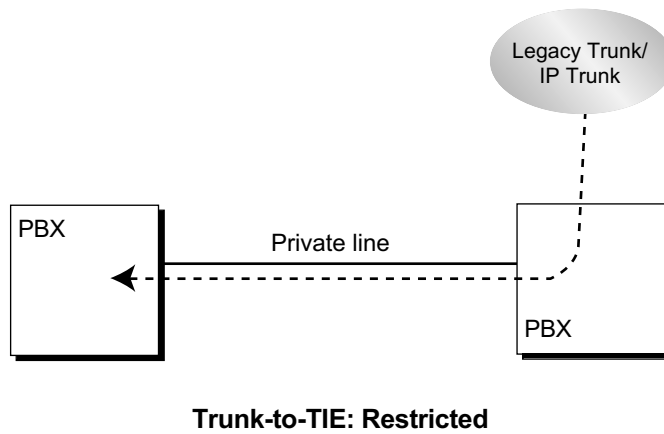 Legacy Trunk/
IP Trunk
PBX
Private line
PBX
Trunk-to-TIE: Restricted